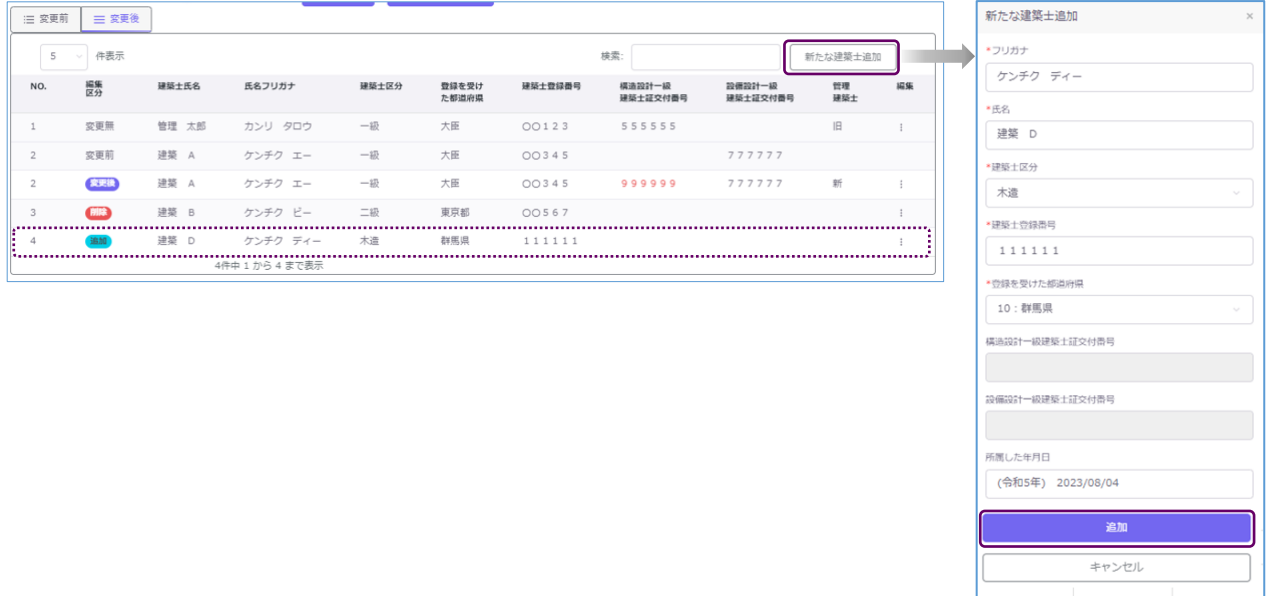 変更前 変更後
5 件表示 検索: 新たな建築士追加
NO. 編集区分 建築士氏名 氏名フリガナ 建築士区分 登録を受けた都道府県 建築士登録番号 構造設計一級建築士証交付番号 設備設計一級建築士証交付番号 管理建築士 編集
1 変更無 管理 太郎 カンリ タロウ 一級 大臣 〇〇123 555555 旧
2 変更前 建築 A ケンチク エー 一級 大臣 〇〇345 777777
2 変更後 建築 A ケンチク エー 一級 大臣 〇〇345 999999 777777 新
3 削除 建築 B ケンチク ビー 二級 東京都 〇〇567
4 追加 建築 D ケンチク ディー 木造 群馬県 111111
4件中 1 から 4 まで表示
新たな建築士追加 ×
*フリガナ
ケンチク ディー
*氏名
建築 D
*建築士区分
木造
*建築士登録番号
111111
*登録を受けた都道府県
10:群馬県
構造設計一級建築士証交付番号
設備設計一級建築士証交付番号
所属した年月日
(令和5年) 2023/08/04
追加
キャンセル